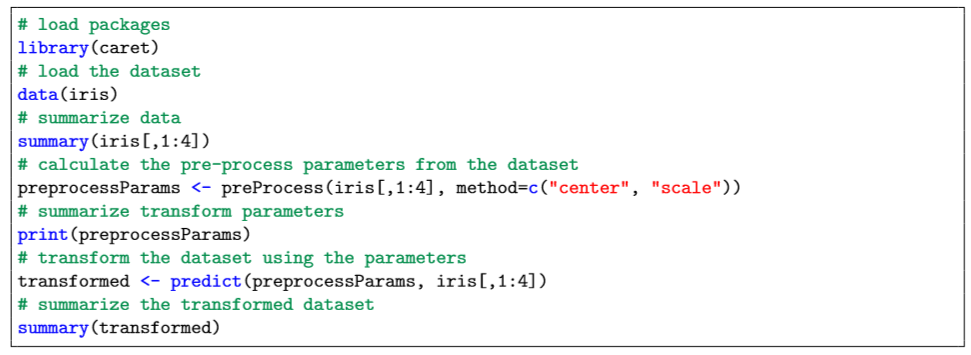 # load packages
library(caret)
# load the dataset
data(iris)
# summarize data
summary(iris[,1:4])
# calculate the pre-process parameters from the dataset
preprocessParams <- preProcess(iris[,1:4], method=c("center", "scale"))
# summarize transform parameters
print(preprocessParams)
# transform the dataset using the parameters
transformed <- predict(preprocessParams, iris[,1:4])
# summarize the transformed dataset
summary(transformed)